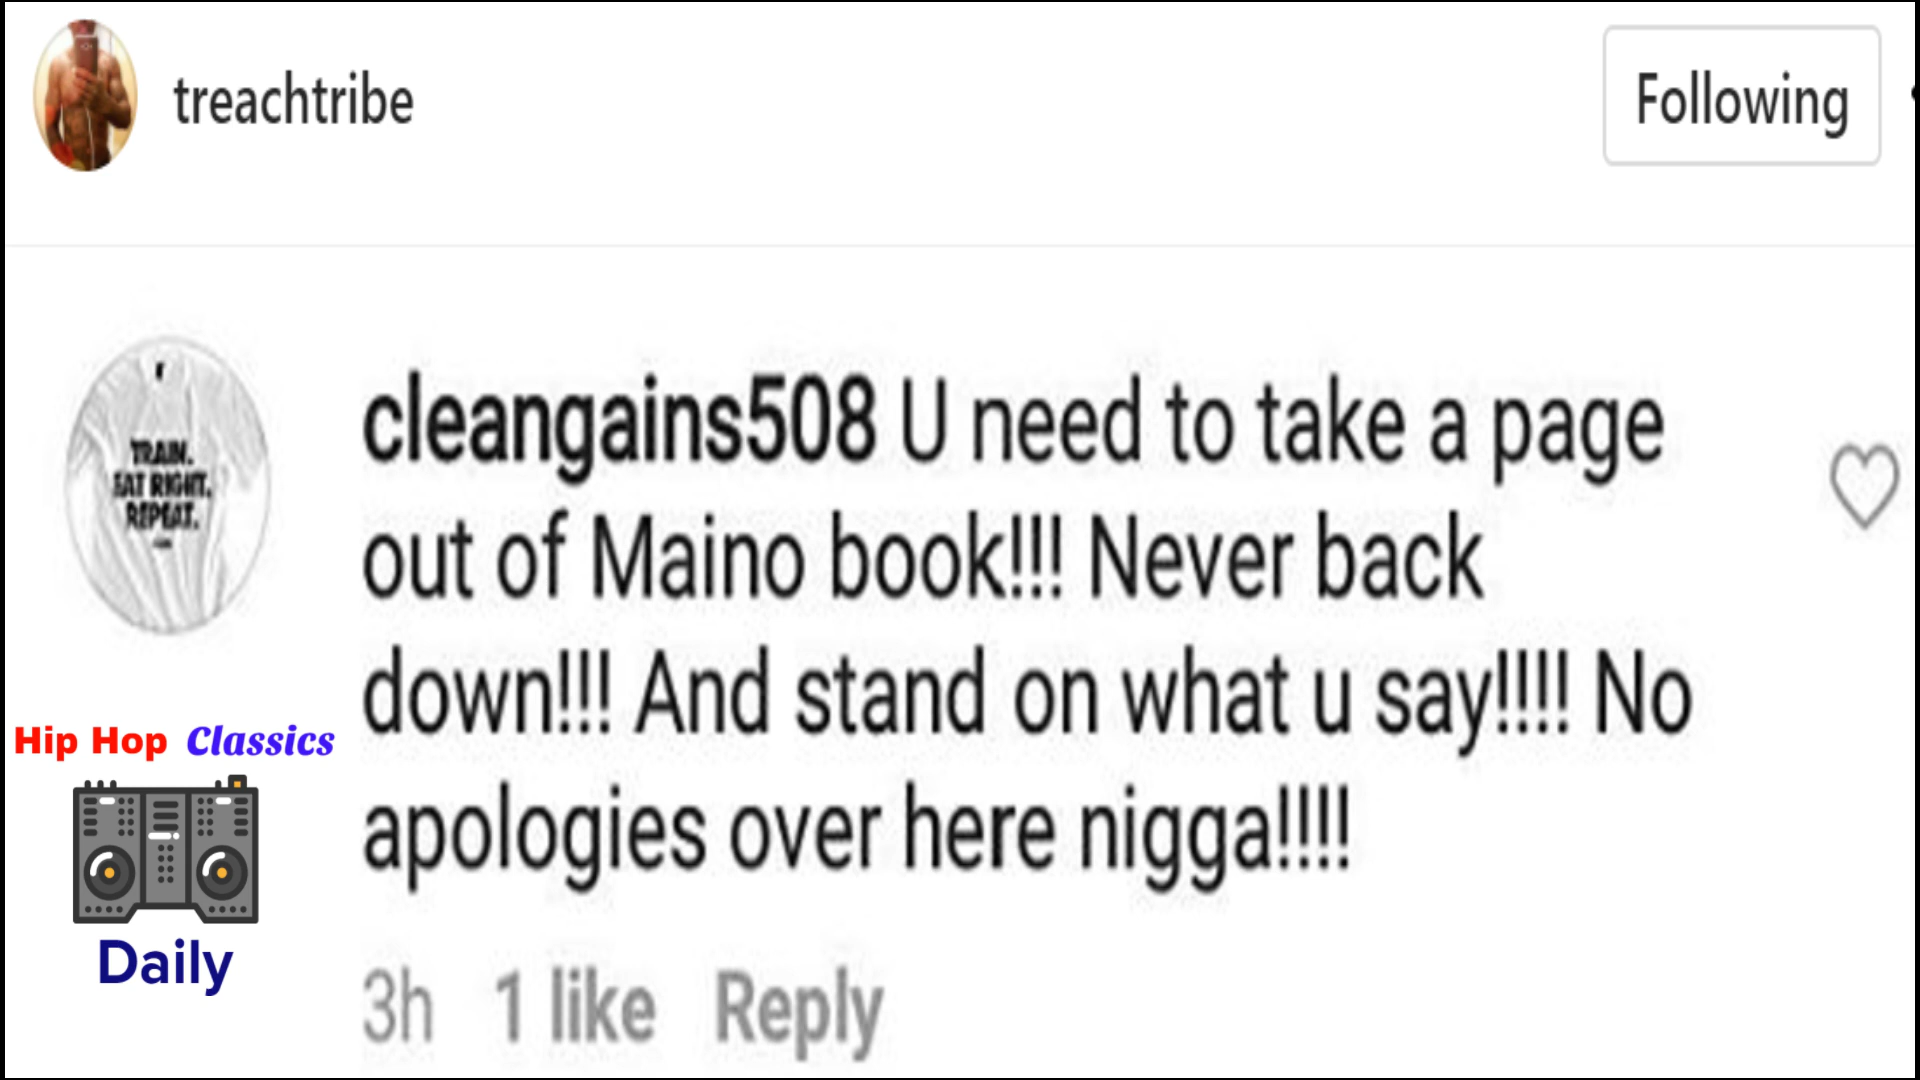 treachtribe
Following
TRAIN.
EAT RIGHT.
REPEAT.
cleangains508 U need to take a page
out of Maino book!!! Never back
down!!! And stand on what u say!!!! No
apologies over here nigga!!!!
3h 1 like Reply
Hip Hop Classics
Daily